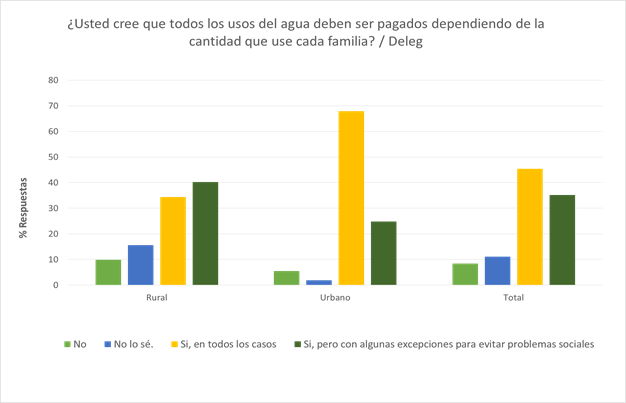 ¿Usted cree que todos los usos del agua deben ser pagados dependiendo de la
cantidad que use cada familia? / Deleg
80
70
60
50
40
30
20
10
0
% Respuestas
Rural Urbano Total
No No lo sé. Si, en todos los casos Si, pero con algunas excepciones para evitar problemas sociales